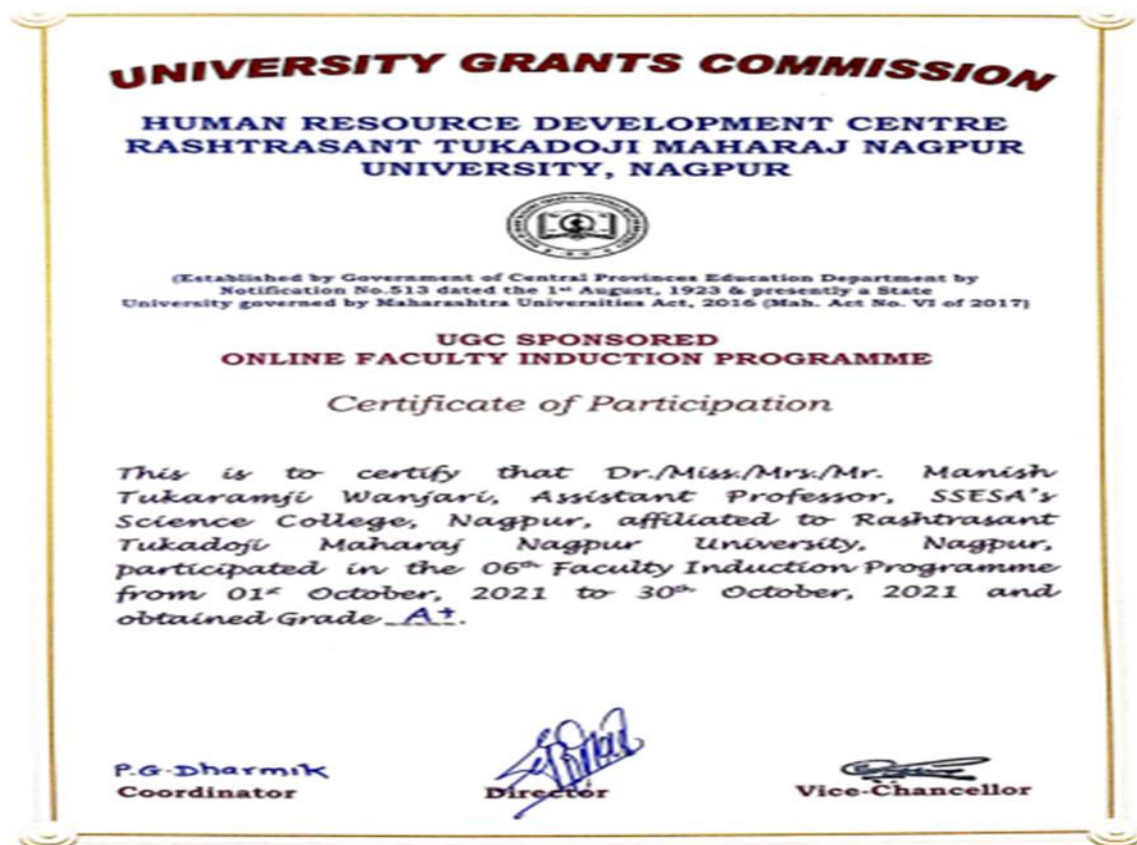 UNIVERSITY GRANTS COMMISSION
HUMAN RESOURCE DEVELOPMENT CENTRE
RASHTRASANT TUKADOJI MAHARAJ NAGPUR
UNIVERSITY, NAGPUR
(Established by Government of Central Provinces Education Department by
Notification No.513 dated the 1st August, 1923 & presently a State
University governed by Maharashtra Universities Act, 2016 (Mah. Act No. VI of 2017)
UGC SPONSORED
ONLINE FACULTY INDUCTION PROGRAMME
Certificate of Participation
This is to certify that Dr./Miss./Mrs./Mr. Manish
Tukaramji Wanjari, Assistant Professor, SSESA's
Science College, Nagpur, affiliated to Rashtrasant
Tukadoji Maharaj Nagpur University, Nagpur,
participated in the 06th Faculty Induction Programme
from 01st October, 2021 to 30th October, 2021 and
obtained Grade A+.
P.G.Dharmik
Coordinator
Director
Vice-Chancellor